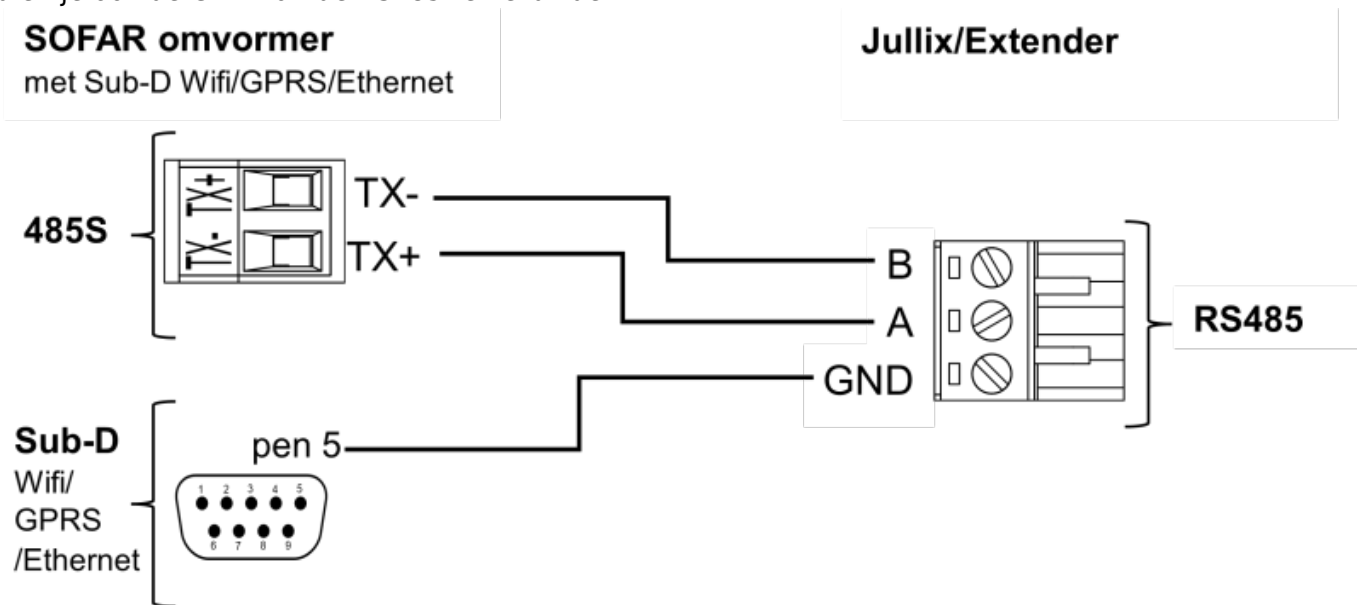 SOFAR omvormer
met Sub-D Wifi/GPRS/Ethernet
Jullix/Extender
485S
TX+
TX-
TX-
TX+
B
A
GND
RS485
Sub-D
Wifi/
GPRS
/Ethernet
pen 5
1 2 3 4 5
6 7 8 9